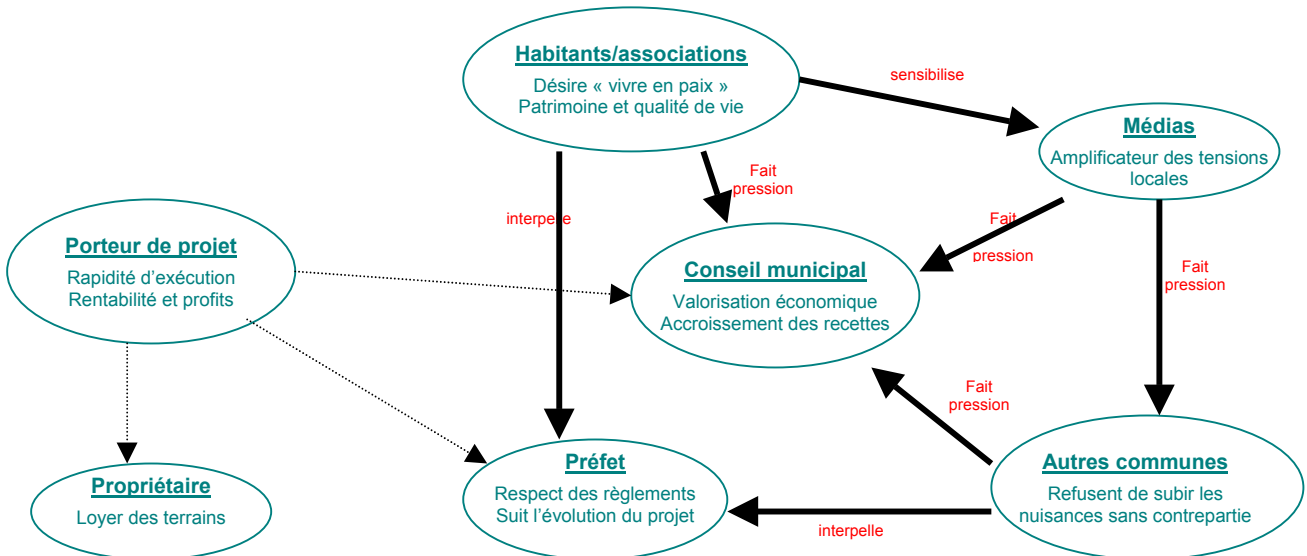 Habitants/associations
Désire « vivre en paix »
Patrimoine et qualité de vie
sensibilise
Médias
Amplificateur des tensions
locales
Fait
pression
interpelle
Fait
pression
Porteur de projet
Rapidité d’exécution
Rentabilité et profits
Conseil municipal
Valorisation économique
Accroissement des recettes
Fait
pression
Fait
pression
Propriétaire
Loyer des terrains
Préfet
Respect des règlements
Suit l’évolution du projet
interpelle
Autres communes
Refusent de subir les
nuisances sans contrepartie